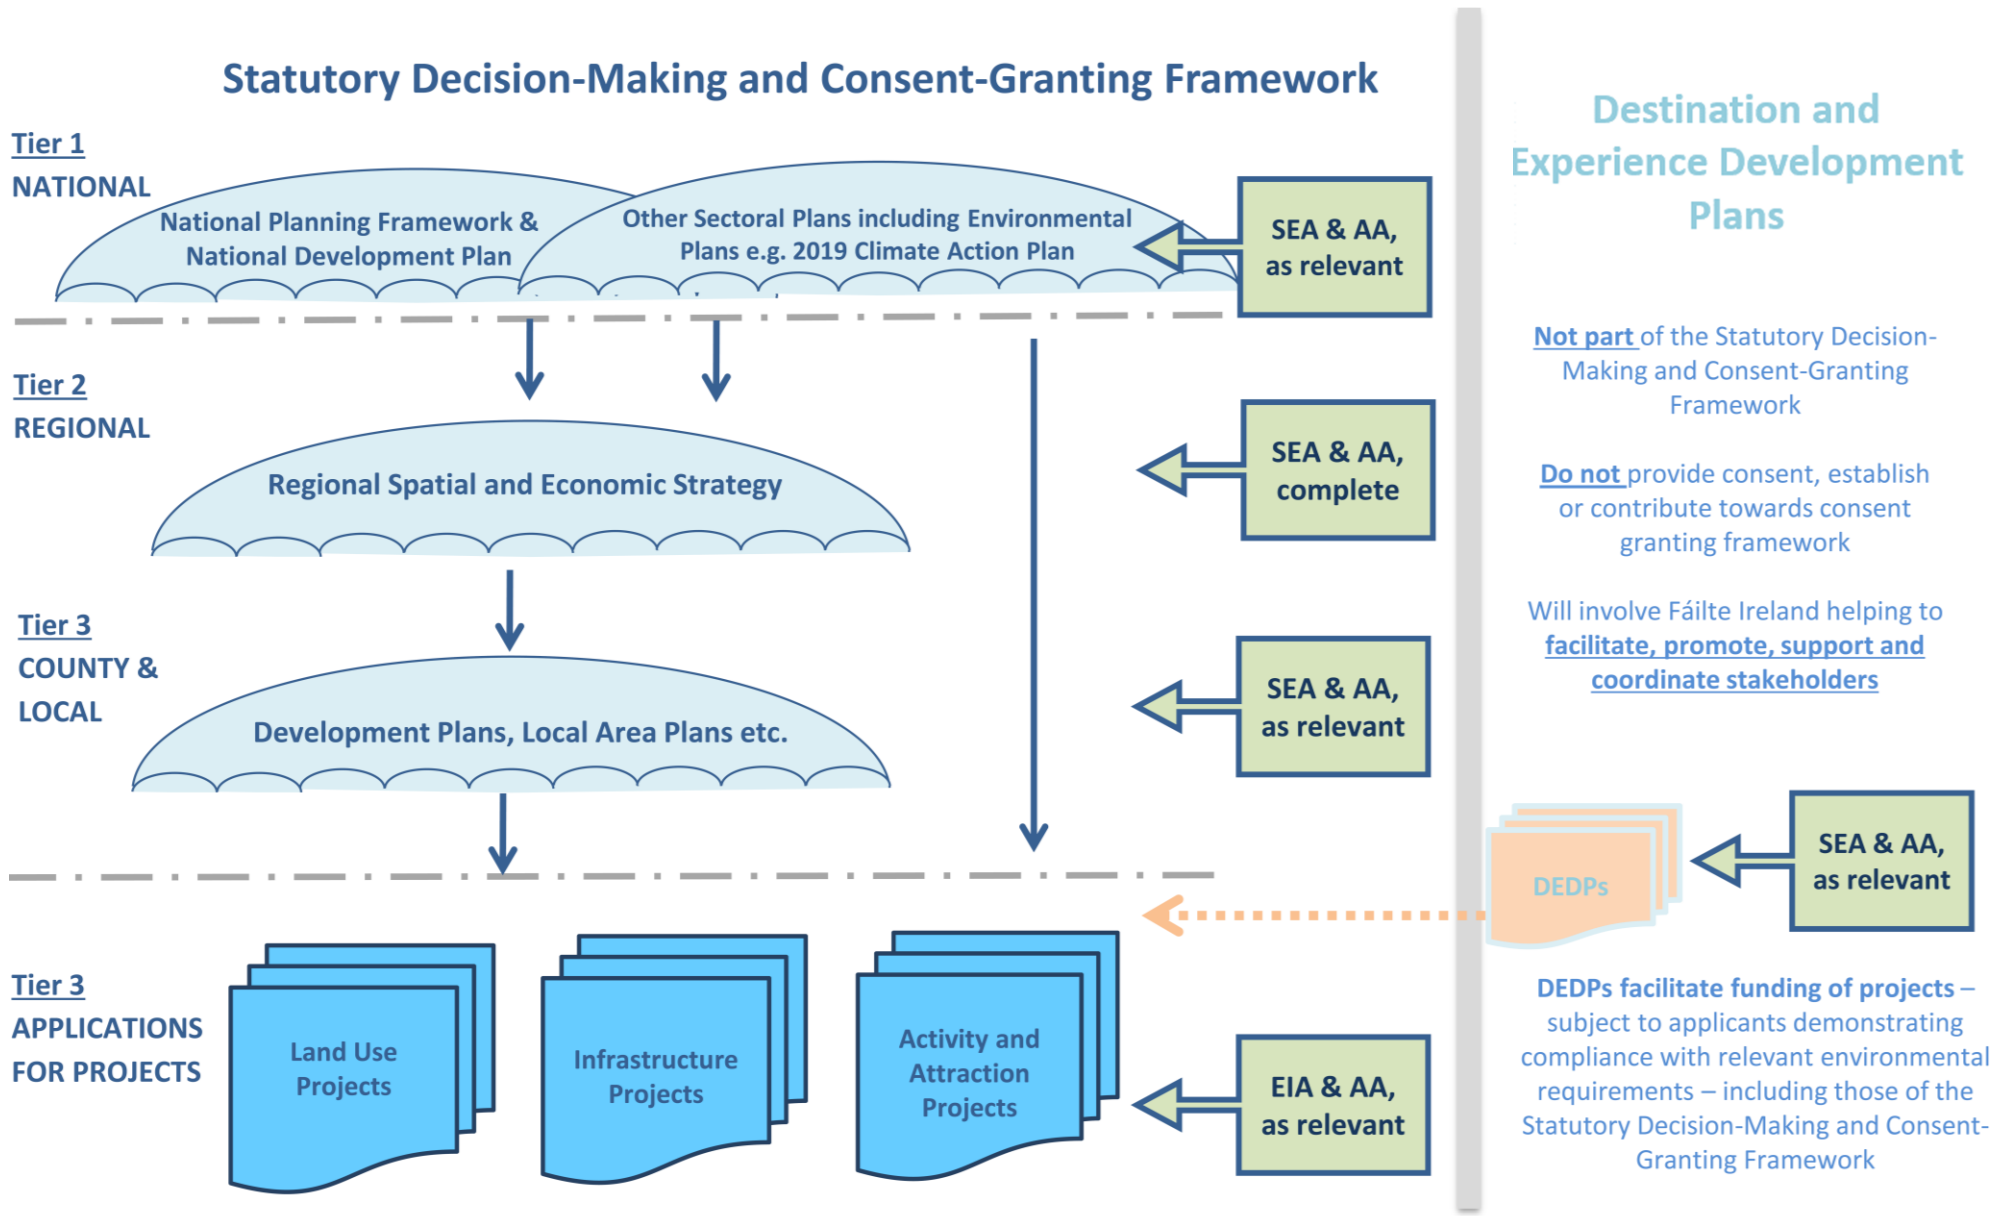 Statutory Decision-Making and Consent-Granting Framework
Tier 1
NATIONAL
National Planning Framework &
National Development Plan
Other Sectoral Plans including Environmental
Plans e.g. 2019 Climate Action Plan
SEA & AA,
as relevant
Tier 2
REGIONAL
Regional Spatial and Economic Strategy
SEA & AA,
complete
Tier 3
COUNTY &
LOCAL
Development Plans, Local Area Plans etc.
SEA & AA,
as relevant
Tier 3
APPLICATIONS
FOR PROJECTS
Land Use
Projects
Infrastructure
Projects
Activity and
Attraction
Projects
EIA & AA,
as relevant
Destination and
Experience Development
Plans
Not part of the Statutory Decision-
Making and Consent-Granting
Framework
Do not provide consent, establish
or contribute towards consent
granting framework
Will involve Fáilte Ireland helping to
facilitate, promote, support and
coordinate stakeholders
DEDPs
SEA & AA,
as relevant
DEDPs facilitate funding of projects –
subject to applicants demonstrating
compliance with relevant environmental
requirements – including those of the
Statutory Decision-Making and Consent-
Granting Framework